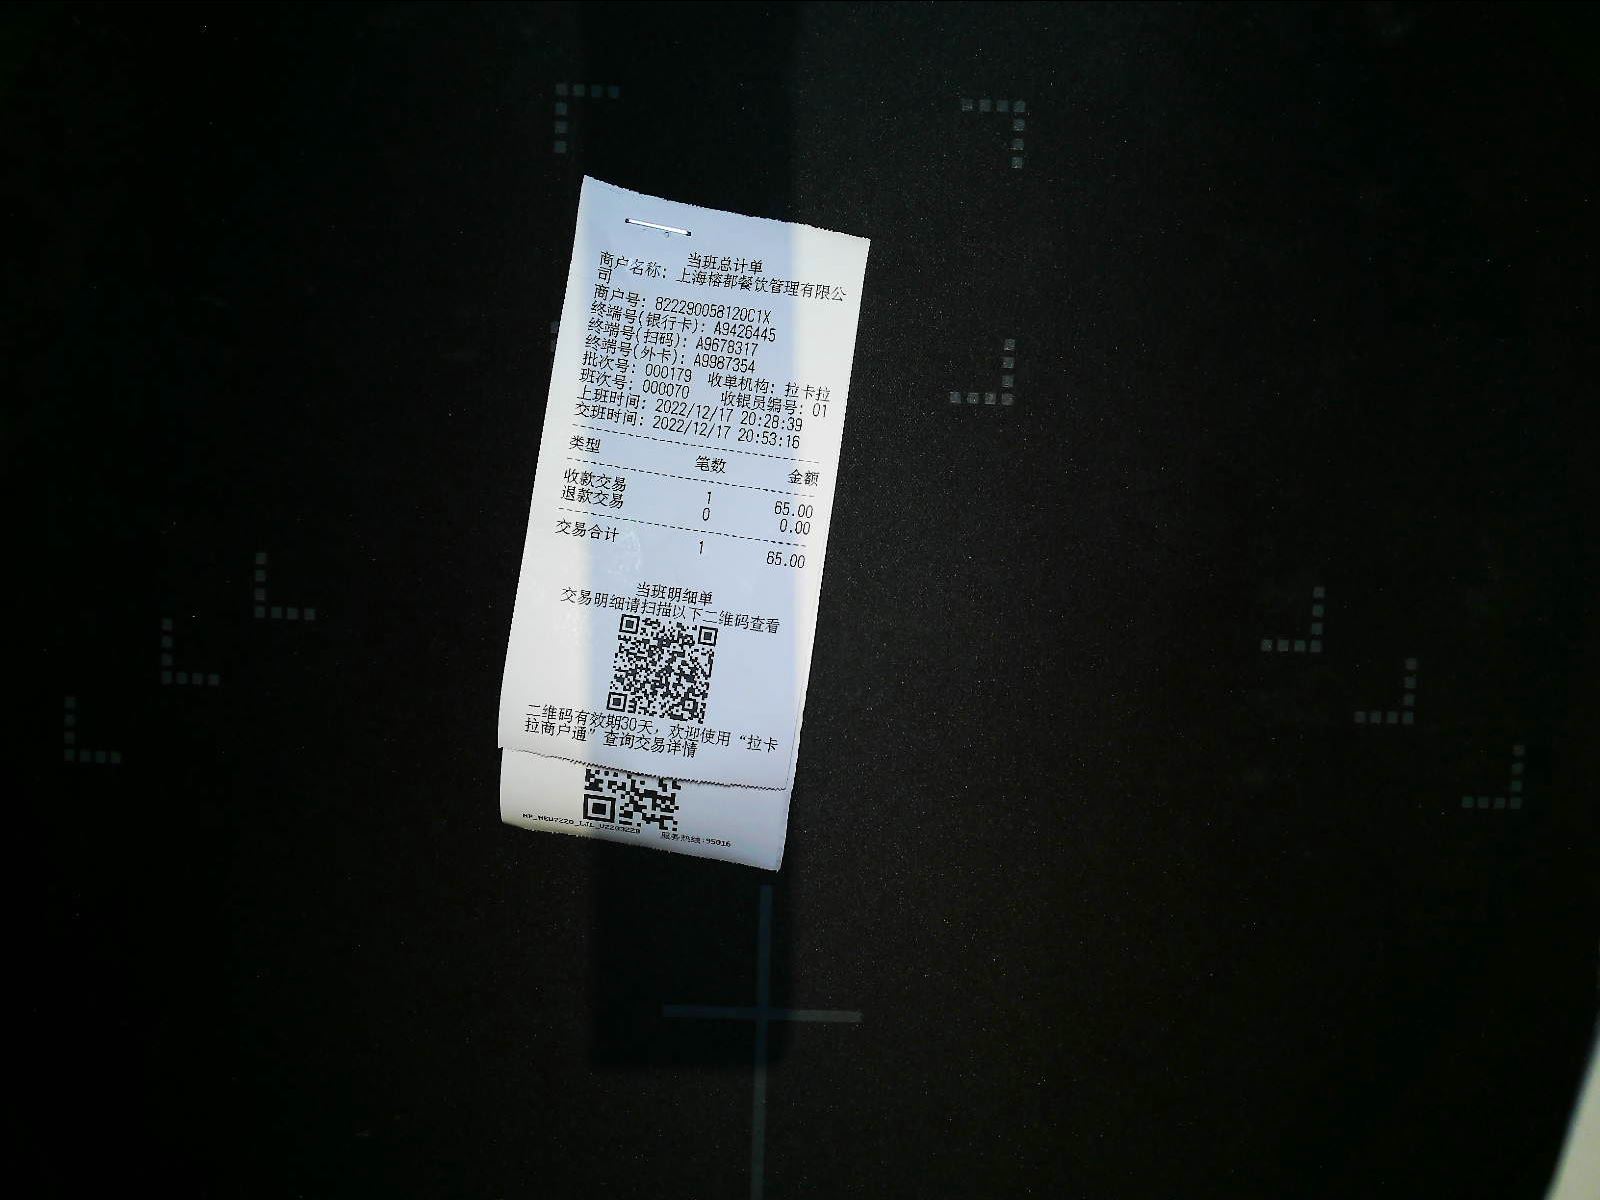 当班总计单
商户名称: 上海榕都餐饮管理有限公
司
商户号: 822290058120C1X
终端号(银行卡): A9426445
终端号(扫码): A9678317
终端号(外卡): A9967354
批次号: 000179 收单机构: 拉卡拉
班次号: 000070 收银员编号: 01
上班时间: 2022/12/17 20:28:39
交班时间: 2022/12/17 20:53:16
类型 笔数 金额
收款交易 1 65.00
退款交易 0 0.00
交易合计 1 65.00
当班明细单
交易明细请扫描以下二维码查看
二维码有效期30天, 欢迎使用“拉卡
拉商户通”查询交易详情
服务热线:95016